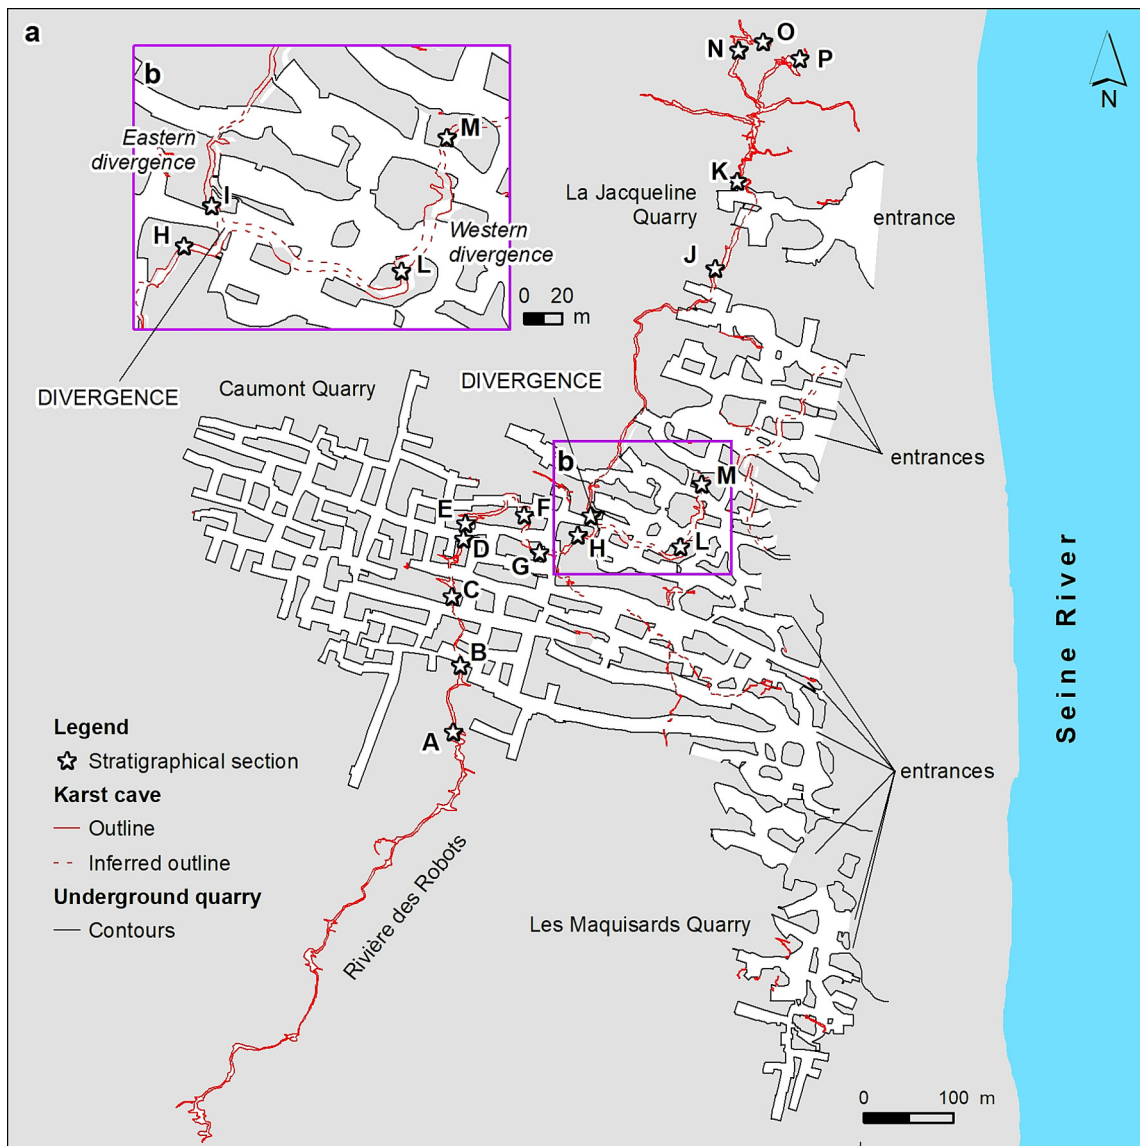 a
b
Eastern
divergence
I
H
M
Western
divergence
L
0 20
m
DIVERGENCE
N
O
P
N
K
La Jacqueline
Quarry
entrance
J
Caumont Quarry
DIVERGENCE
b
M
entrances
E
F
D
H
L
G
C
B
A
Seine River
entrances
Legend
Stratigraphical section
Karst cave
Outline
Inferred outline
Underground quarry
Contours
Rivière des Robots
Les Maquisards Quarry
0 100 m